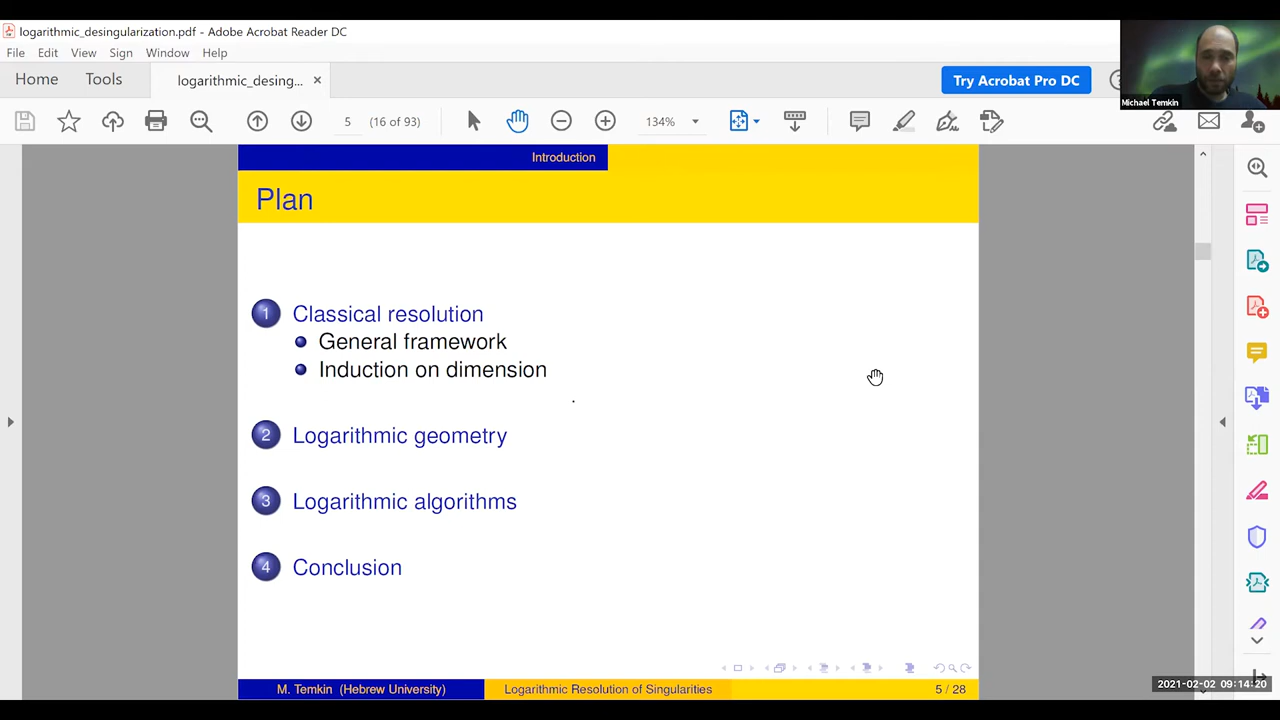 logarithmic_desingularization.pdf - Adobe Acrobat Reader DC
File Edit View Sign Window Help
Home Tools logarithmic_desing... × Try Acrobat Pro DC
5 (16 of 93) 134%
Michael Temkin
Introduction
Plan
1 Classical resolution
General framework
Induction on dimension
2 Logarithmic geometry
3 Logarithmic algorithms
4 Conclusion
M. Temkin (Hebrew University) Logarithmic Resolution of Singularities 5 / 28
2021-02-02 09:14:20